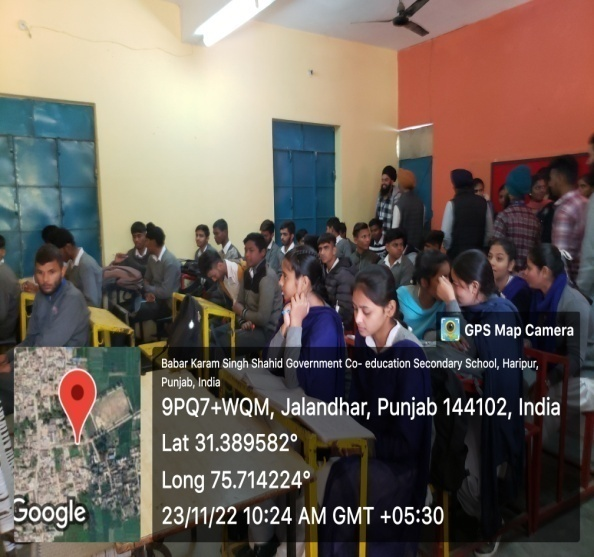 GPS Map Camera
Babar Karam Singh Shahid Government Co- education Secondary School, Haripur,
Punjab, India
9PQ7+WQM, Jalandhar, Punjab 144102, India
Lat 31.389582°
Long 75.714224°
23/11/22 10:24 AM GMT +05:30
Google